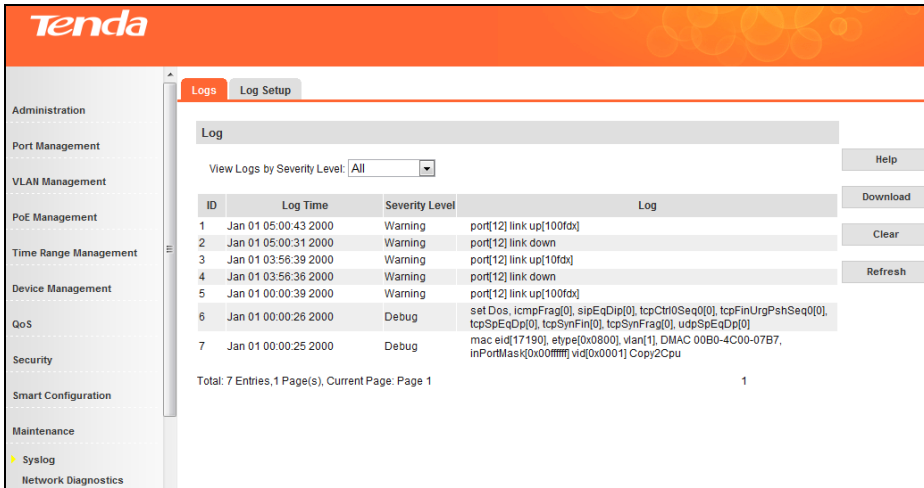 Tenda
Logs
Log Setup
Administration
Port Management
VLAN Management
PoE Management
Time Range Management
Device Management
QoS
Security
Smart Configuration
Maintenance
Syslog
Network Diagnostics
Log
View Logs by Severity Level: All
ID Log Time Severity Level Log
1 Jan 01 05:00:43 2000 Warning port[12] link up[100fdx]
2 Jan 01 05:00:31 2000 Warning port[12] link down
3 Jan 01 03:56:39 2000 Warning port[12] link up[10fdx]
4 Jan 01 03:56:36 2000 Warning port[12] link down
5 Jan 01 00:00:39 2000 Warning port[12] link up[100fdx]
6 Jan 01 00:00:26 2000 Debug set Dos, icmpFrag[0], sipEqDip[0], tcpCtrl0Seq0[0], tcpFinUrgPshSeq0[0],
tcpSpEqDp[0], tcpSynFin[0], tcpSynFrag[0], udpSpEqDp[0]
7 Jan 01 00:00:25 2000 Debug mac eid[17190], etype[0x0800], vlan[1], DMAC 00B0-4C00-07B7,
inPortMask[0x00ffffff] vid[0x0001] Copy2Cpu
Total: 7 Entries,1 Page(s), Current Page: Page 1 1
Help
Download
Clear
Refresh